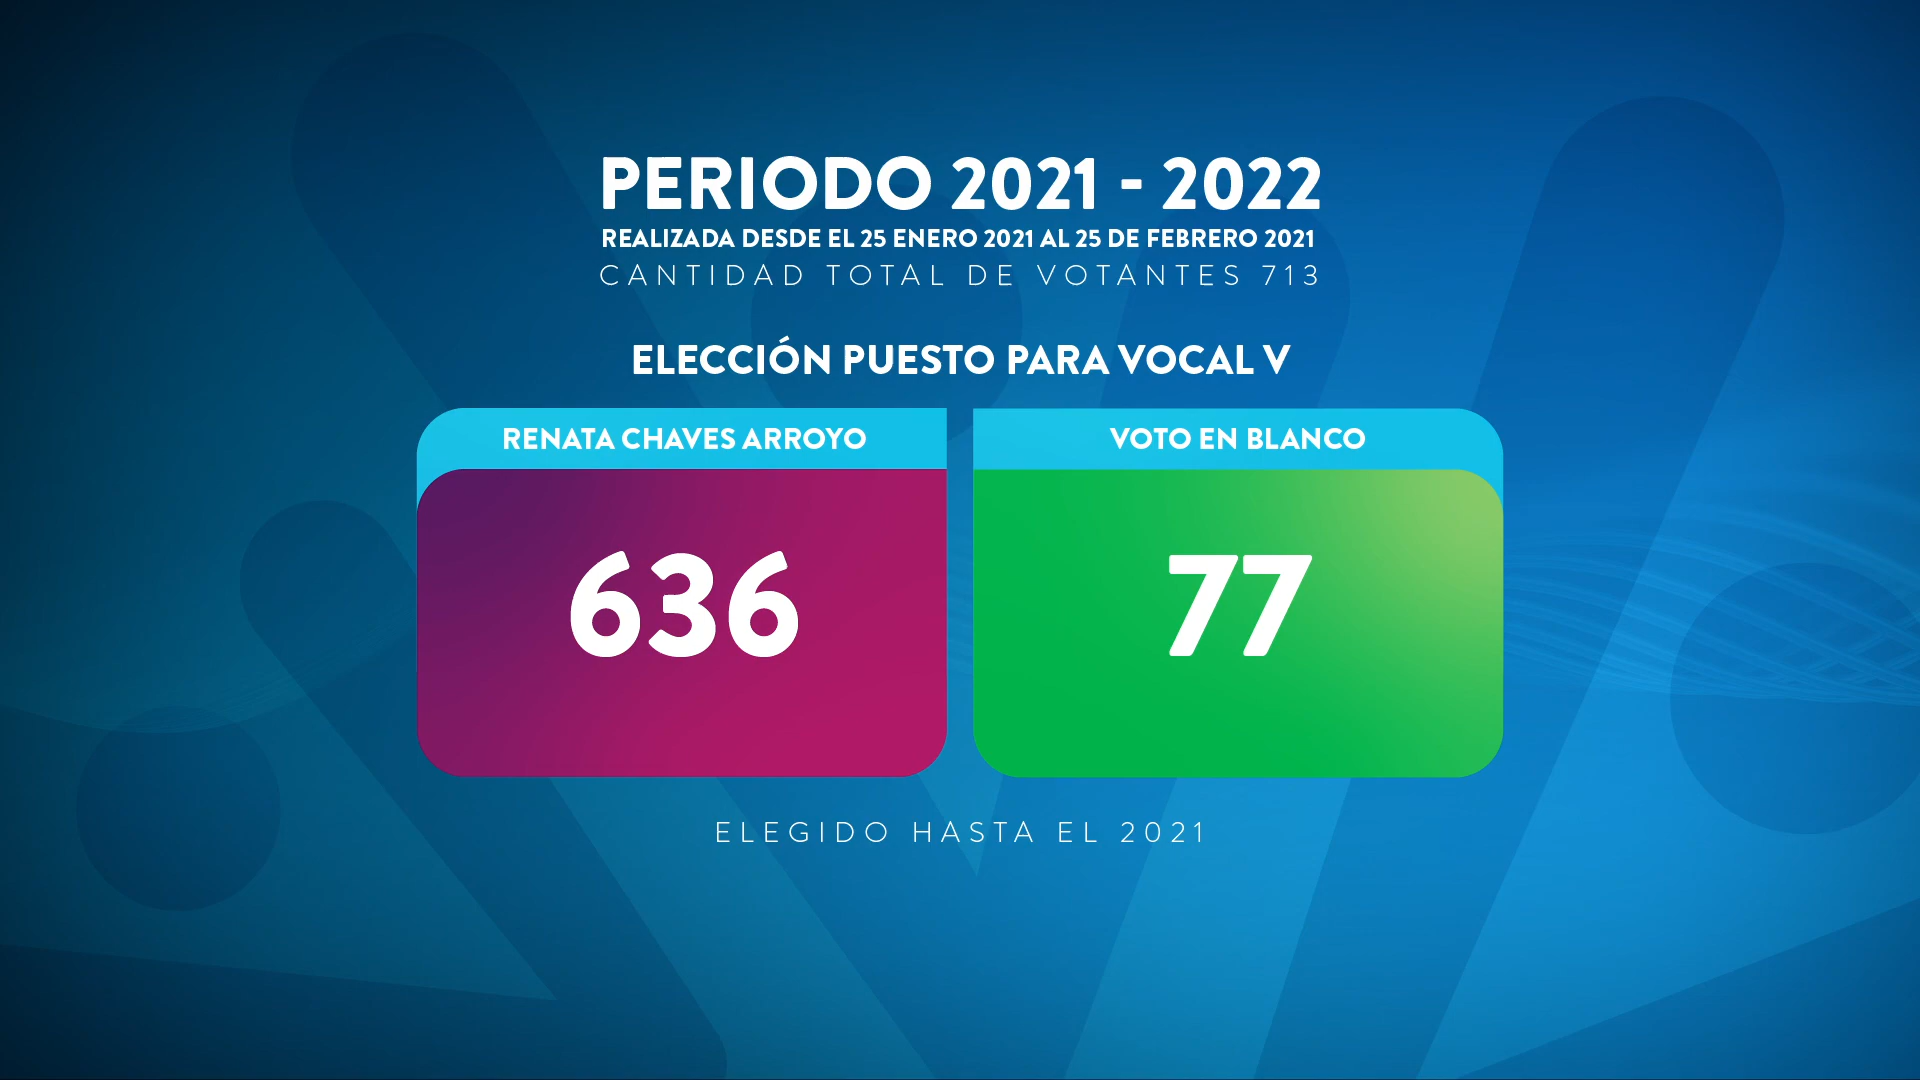 PERIODO 2021 - 2022
REALIZADA DESDE EL 25 ENERO 2021 AL 25 DE FEBRERO 2021
CANTIDAD TOTAL DE VOTANTES 713
ELECCIÓN PUESTO PARA VOCAL V
RENATA CHAVES ARROYO
VOTO EN BLANCO
636
77
ELEGIDO HASTA EL 2021